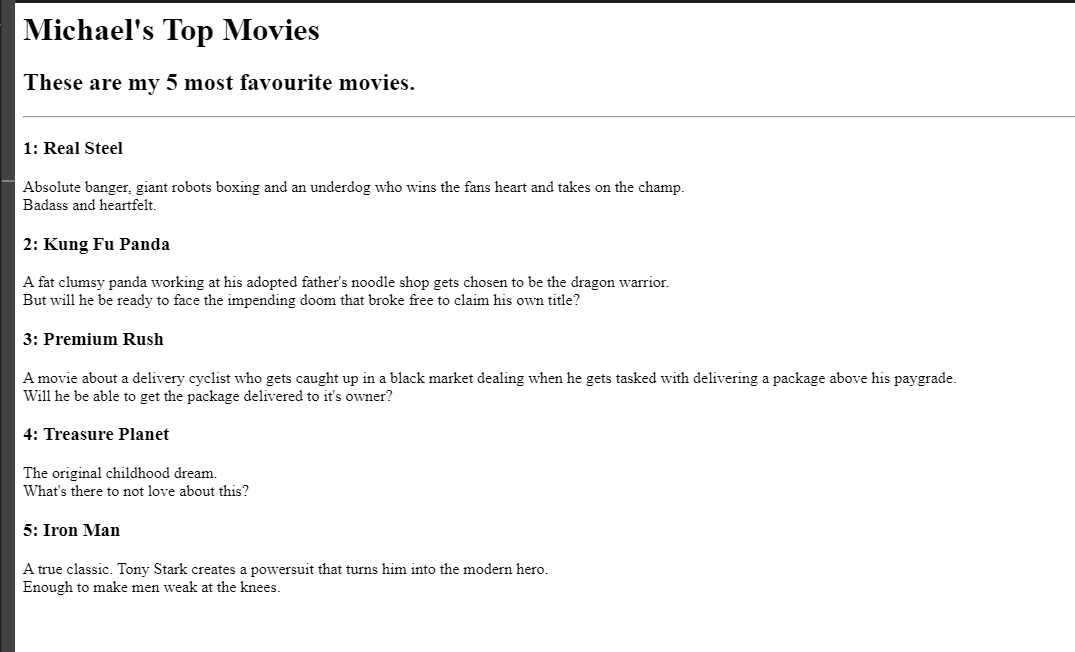 Michael's Top Movies
These are my 5 most favourite movies.
1: Real Steel
Absolute banger, giant robots boxing and an underdog who wins the fans heart and takes on the champ.
Badass and heartfelt.
2: Kung Fu Panda
A fat clumsy panda working at his adopted father's noodle shop gets chosen to be the dragon warrior.
But will he be ready to face the impending doom that broke free to claim his own title?
3: Premium Rush
A movie about a delivery cyclist who gets caught up in a black market dealing when he gets tasked with delivering a package above his paygrade.
Will he be able to get the package delivered to it's owner?
4: Treasure Planet
The original childhood dream.
What's there to not love about this?
5: Iron Man
A true classic. Tony Stark creates a powersuit that turns him into the modern hero.
Enough to make men weak at the knees.